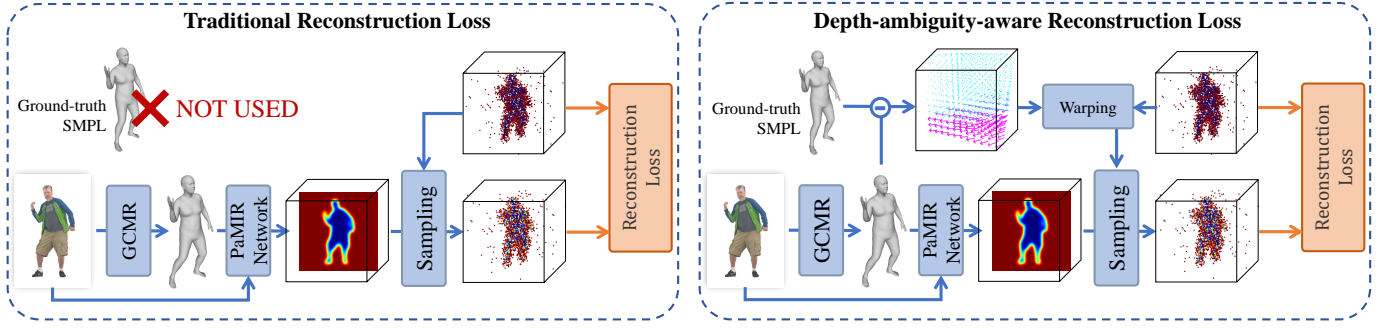 Traditional Reconstruction Loss
Ground-truth
SMPL
NOT USED
GCMR
PaMIR
Network
Sampling
Reconstruction
Loss
Depth-ambiguity-aware Reconstruction Loss
Ground-truth
SMPL
Warping
GCMR
PaMIR
Network
Sampling
Reconstruction
Loss